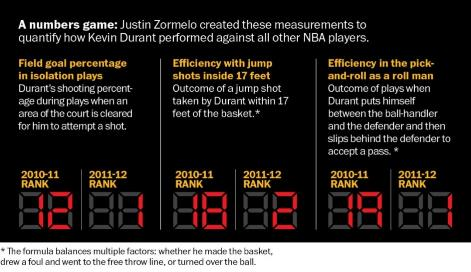 A numbers game: Justin Zormelo created these measurements to
quantify how Kevin Durant performed against all other NBA players.
Field goal percentage
in isolation plays
Durant's shooting percent-
age during plays when an
area of the court is cleared
for him to attempt a shot.
2010-11
RANK
12
2011-12
RANK
1
Efficiency with jump
shots inside 17 feet
Outcome of a jump shot
taken by Durant within 17
feet of the basket.*
2010-11
RANK
18
2011-12
RANK
2
Efficiency in the pick-
and-roll as a roll man
Outcome of plays when
Durant puts himself
between the ball-handler
and the defender and then
slips behind the defender to
accept a pass. *
2010-11
RANK
19
2011-12
RANK
1
* The formula balances multiple factors: whether he made the basket,
drew a foul and went to the free throw line, or turned over the ball.